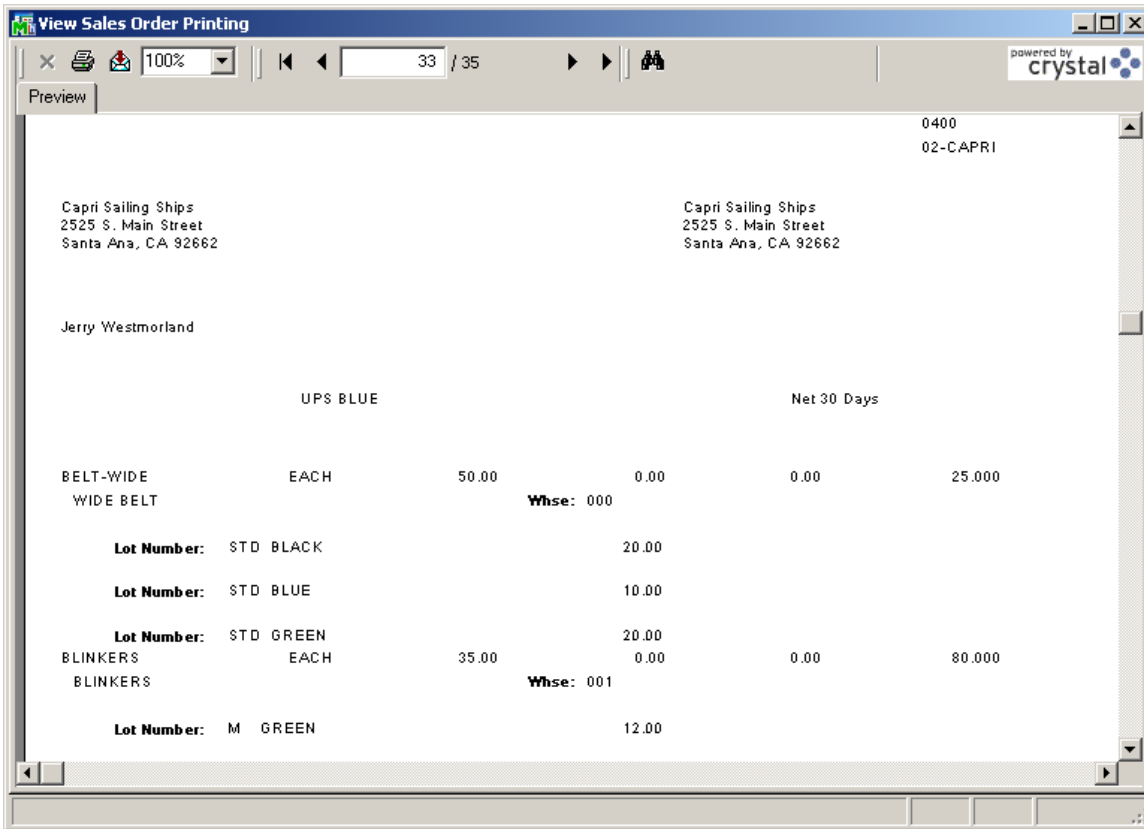 View Sales Order Printing
100% 33 / 35 powered by crystal
Preview
0400
02-CAPRI
Capri Sailing Ships Capri Sailing Ships
2525 S. Main Street 2525 S. Main Street
Santa Ana, CA 92662 Santa Ana, CA 92662
Jerry Westmorland
UPS BLUE Net 30 Days
BELT-WIDE EACH 50.00 0.00 0.00 25.000
WIDE BELT Whse: 000
Lot Number: STD BLACK 20.00
Lot Number: STD BLUE 10.00
Lot Number: STD GREEN 20.00
BLINKERS EACH 35.00 0.00 0.00 80.000
BLINKERS Whse: 001
Lot Number: M GREEN 12.00